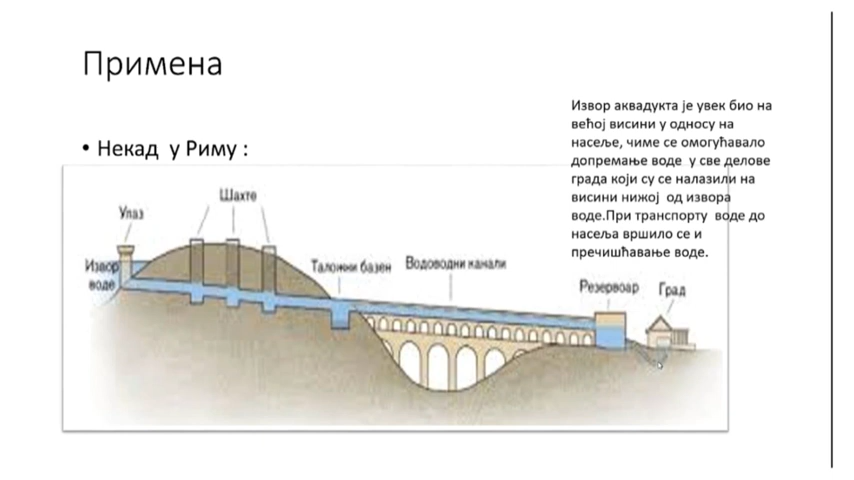 Примена
• Некад у Риму :
Извор аквадукта је увек био на
већој висини у односу на
насеље, чиме се омогућавало
допремање воде у све делове
града који су се налазили на
висини нижој од извора
воде.При транспорту воде до
насеља вршило се и
пречишћавање воде.
Шахте
Улаз
Извор
воде
Таложни базен
Водоводни канали
Резервоар
Град